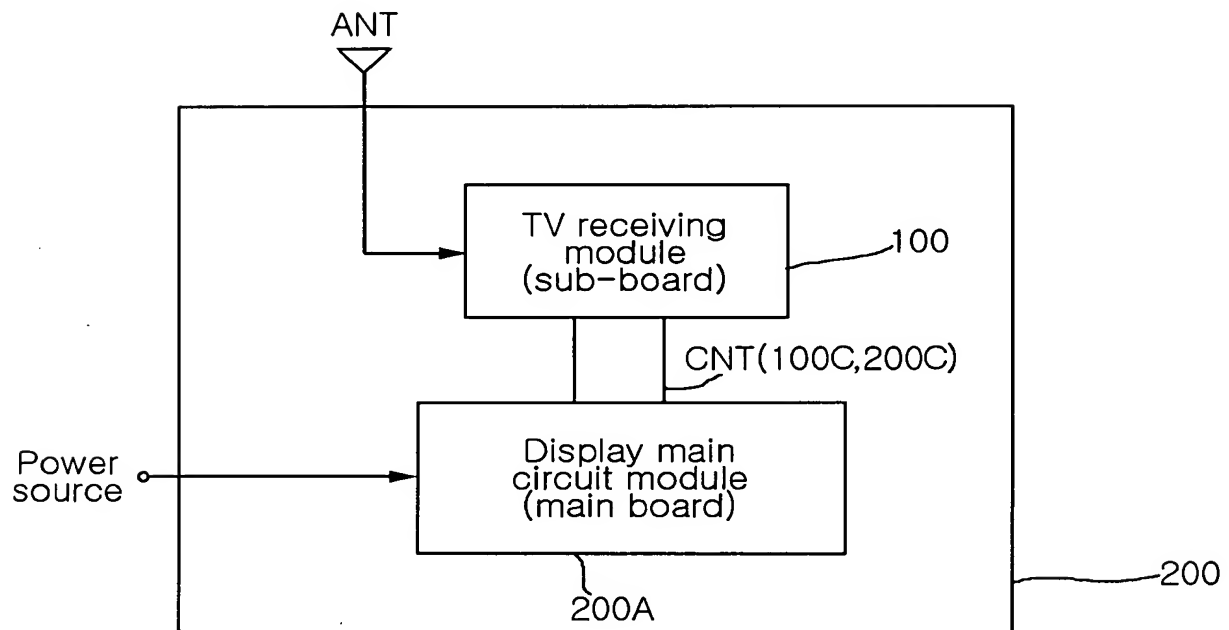 ANT
TV receiving
module
(sub-board)
100
CNT(100C,200C)
Display main
circuit module
(main board)
Power
source
200A
200